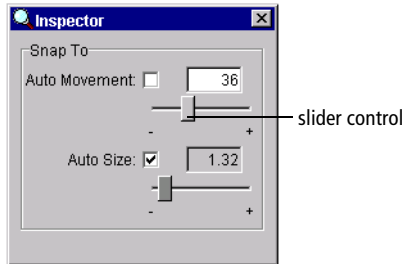 Inspector
Snap To
Auto Movement: 36
- +
slider control
Auto Size: 1.32
- +